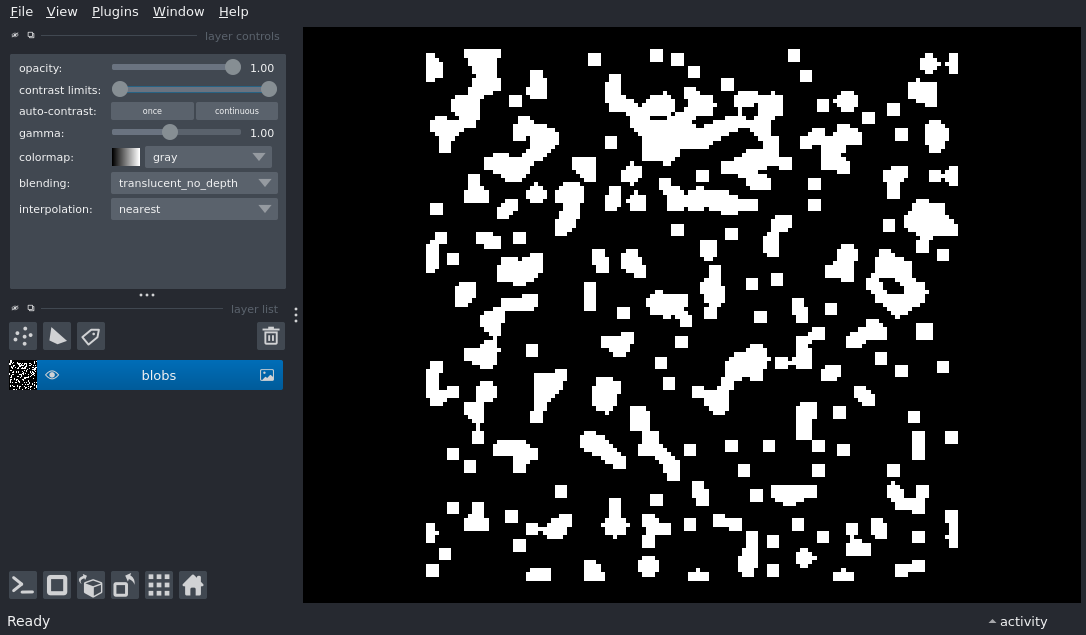 File View Plugins Window Help
layer controls
opacity: 1.00
contrast limits:
auto-contrast: once continuous
gamma: 1.00
colormap: gray
blending: translucent_no_depth
interpolation: nearest
layer list
blobs
Ready
activity